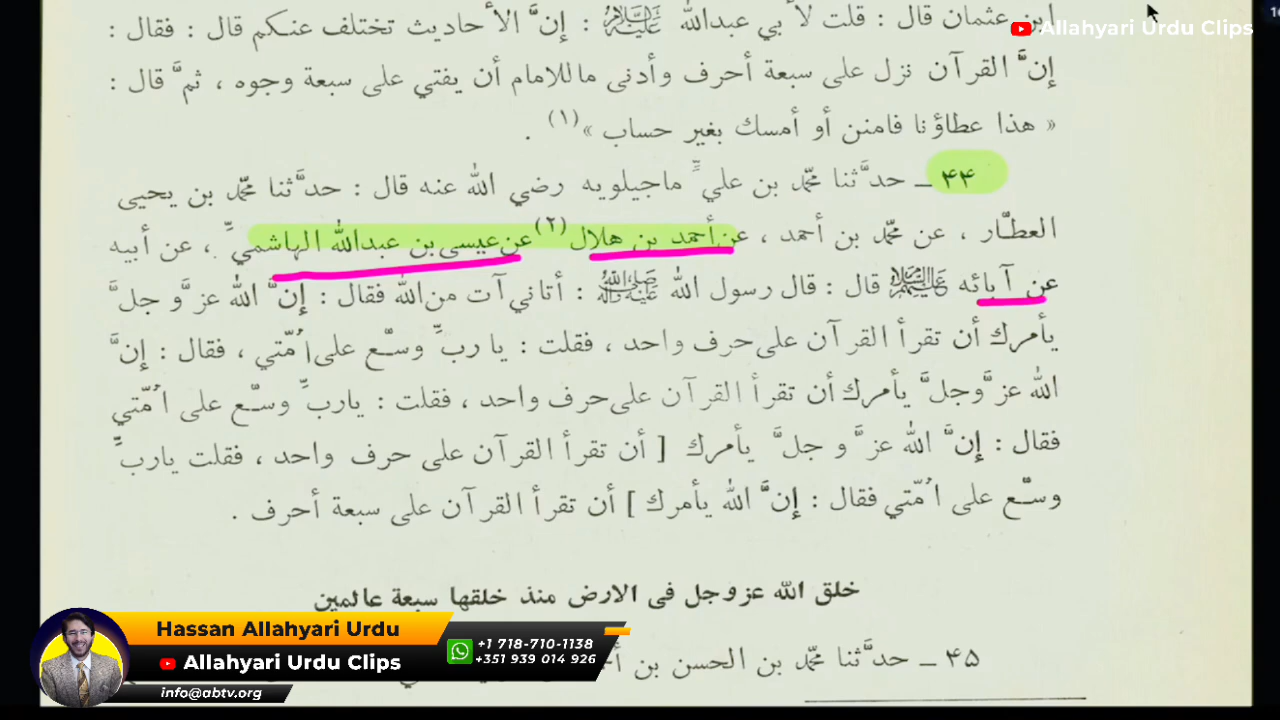 ابن عثمان قال : قلت لأبي عبدالله عليه السلام : إنَّ الأحاديث تختلف عنكم قال : فقال :
Allahyari Urdu Clips
إنَّ القرآن نزل على سبعة أحرف وأدنى ماللامام أن يفتي على سبعة وجوه ، ثمَّ قال :
« هذا عطاؤنا فامنن أو أمسك بغير حساب »(١) .
٤٤ ـ حدَّثنا محمّد بن عليّ ماجيلويه رضي الله عنه قال : حدَّثنا محمّد بن يحيى
العطّار ، عن محمّد بن أحمد ، عن أحمد بن هلال(٢) عن عيسى بن عبدالله الهاشميّ ، عن أبيه
عن آبائه عليهم السلام قال : قال رسول الله صلى الله عليه وآله : أتاني آت من الله فقال : إنَّ الله عزَّ و جلَّ
يأمرك أن تقرأ القرآن على حرف واحد ، فقلت : يا ربِّ وسّع على اُمّتي ، فقال : إنَّ
الله عزَّ وجلَّ يأمرك أن تقرأ القرآن على حرف واحد ، فقلت : ياربِّ وسّع على اُمّتي
فقال : إنَّ الله عزَّ و جلَّ يأمرك [ أن تقرأ القرآن على حرف واحد ، فقلت ياربِّ
وسّع على اُمّتي فقال : إنَّ الله يأمرك ] أن تقرأ القرآن على سبعة أحرف .
خلق الله عز وجل فى الارض منذ خلقها سبعة عالمين
٤٥ ـ حدَّثنا محمّد بن الحسن بن
Hassan Allahyari Urdu
Allahyari Urdu Clips
info@abtv.org
+1 718-710-1138
+351 939 014 926